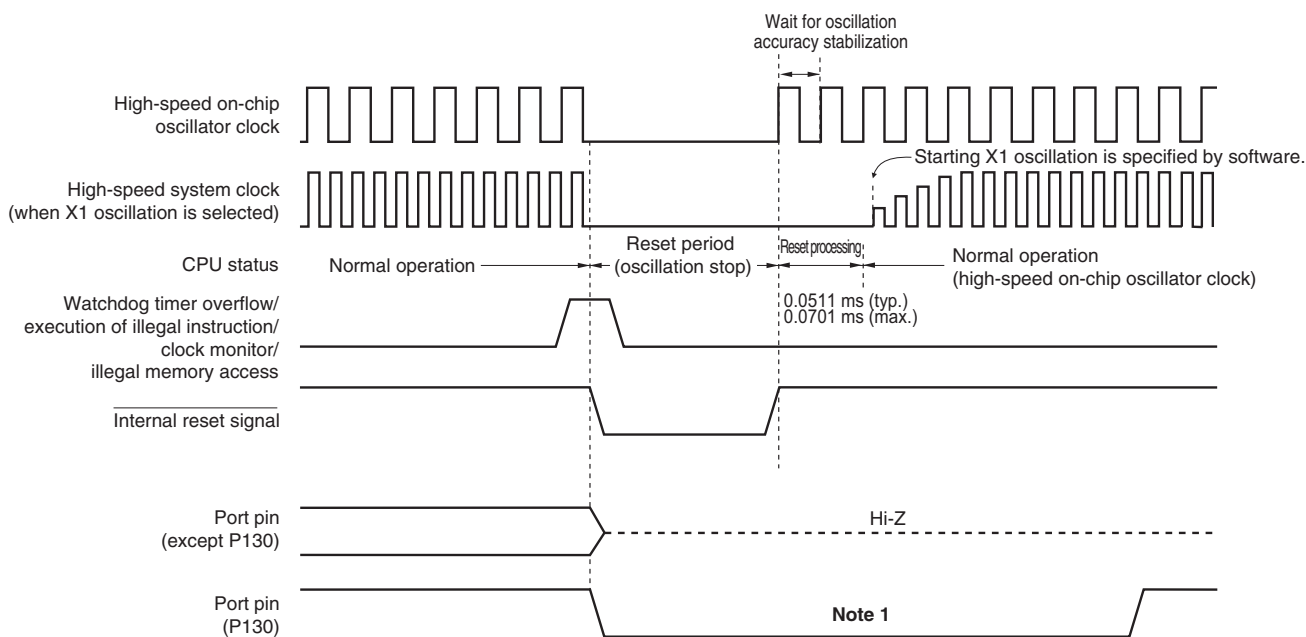 Wait for oscillation
accuracy stabilization
High-speed on-chip
oscillator clock
Starting X1 oscillation is specified by software.
High-speed system clock
(when X1 oscillation is selected)
CPU status
Normal operation
Reset period
(oscillation stop)
Reset processing
Normal operation
(high-speed on-chip oscillator clock)
0.0511 ms (typ.)
0.0701 ms (max.)
Watchdog timer overflow/
execution of illegal instruction/
clock monitor/
illegal memory access
Internal reset signal
Port pin
(except P130)
Hi-Z
Port pin
(P130)
Note 1